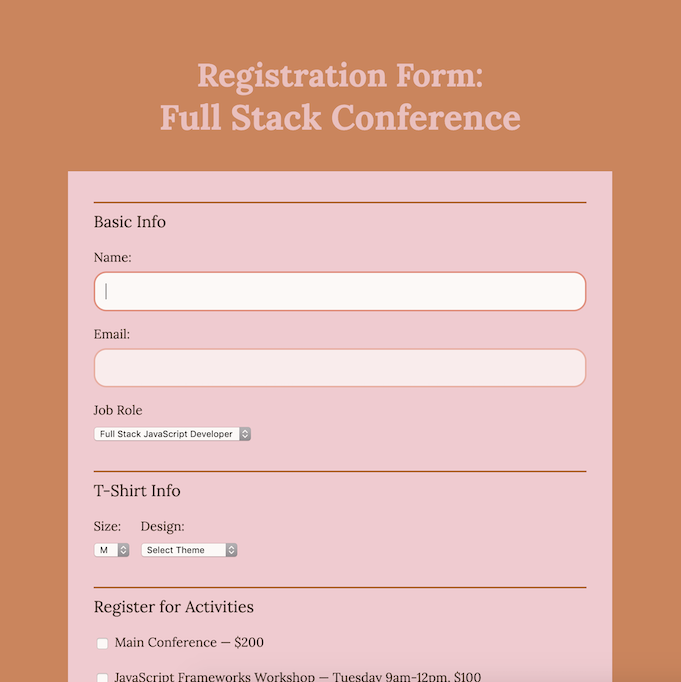 Registration Form:
Full Stack Conference
Basic Info
Name:
Email:
Job Role
Full Stack JavaScript Developer
T-Shirt Info
Size: Design:
M Select Theme
Register for Activities
Main Conference — $200
JavaScript Frameworks Workshop — Tuesday 9am-12pm, $100